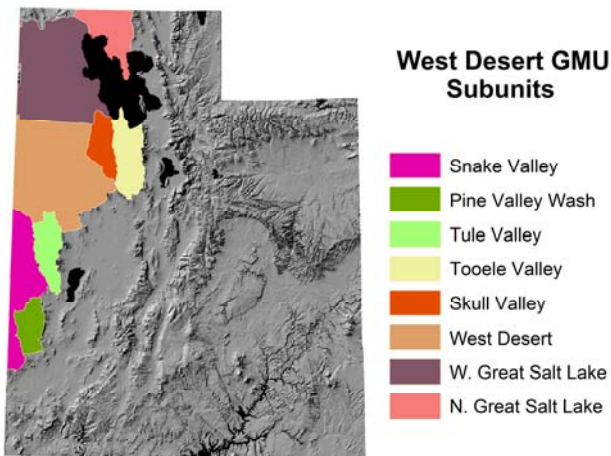 West Desert GMU
Subunits
Snake Valley
Pine Valley Wash
Tule Valley
Tooele Valley
Skull Valley
West Desert
W. Great Salt Lake
N. Great Salt Lake